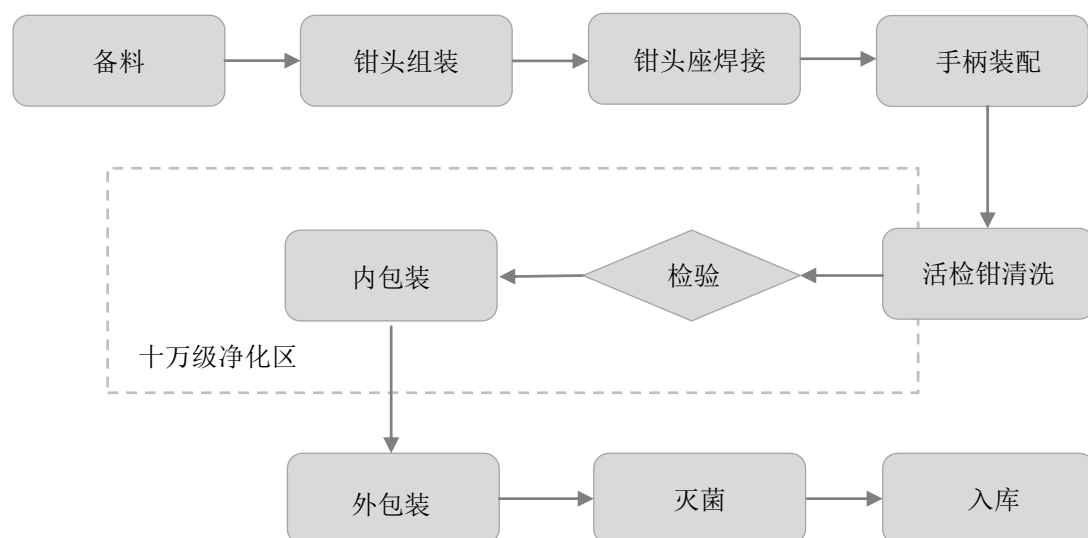 备料
钳头组装
钳头座焊接
手柄装配
活检钳清洗
检验
内包装
十万级净化区
外包装
灭菌
入库